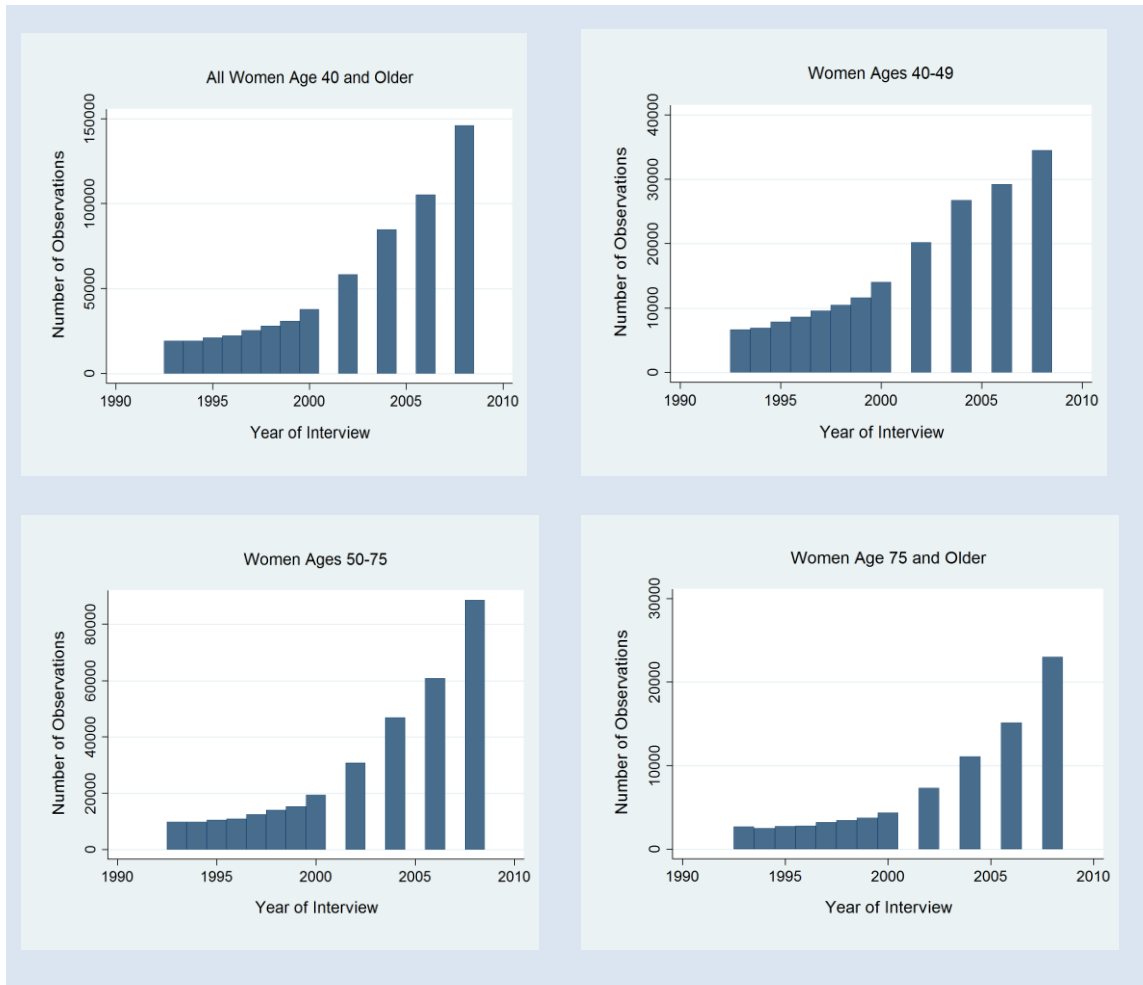 All Women Age 40 and Older
Number of Observations
150000
100000
50000
0
1990 1995 2000 2005 2010
Year of Interview
Women Ages 40-49
Number of Observations
40000
30000
20000
10000
0
1990 1995 2000 2005 2010
Year of Interview
Women Ages 50-75
Number of Observations
80000
60000
40000
20000
0
1990 1995 2000 2005 2010
Year of Interview
Women Age 75 and Older
Number of Observations
30000
20000
10000
0
1990 1995 2000 2005 2010
Year of Interview